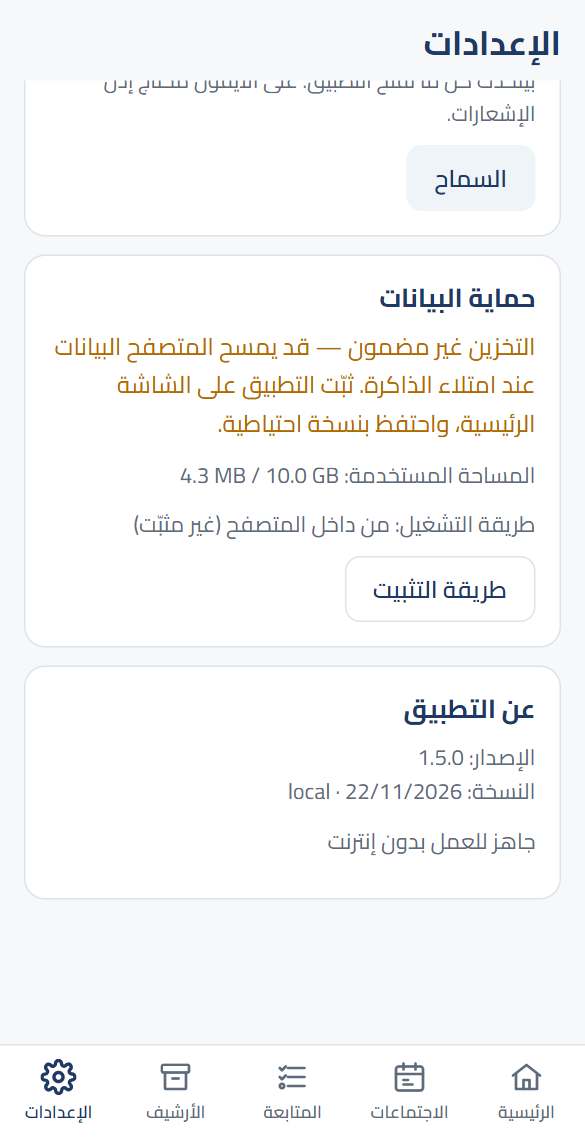 الإعدادات
الإشعارات.
السماح
حماية البيانات
التخزين غير مضمون — قد يمسح المتصفح البيانات
عند امتلاء الذاكرة. ثبّت التطبيق على الشاشة
الرئيسية، واحتفظ بنسخة احتياطية.
المساحة المستخدمة: 4.3 MB / 10.0 GB
طريقة التشغيل: من داخل المتصفح (غير مثبّت)
طريقة التثبيت
عن التطبيق
الإصدار: 1.5.0
النسخة: local · 22/11/2026
جاهز للعمل بدون إنترنت
الرئيسية
الاجتماعات
المتابعة
الأرشيف
الإعدادات